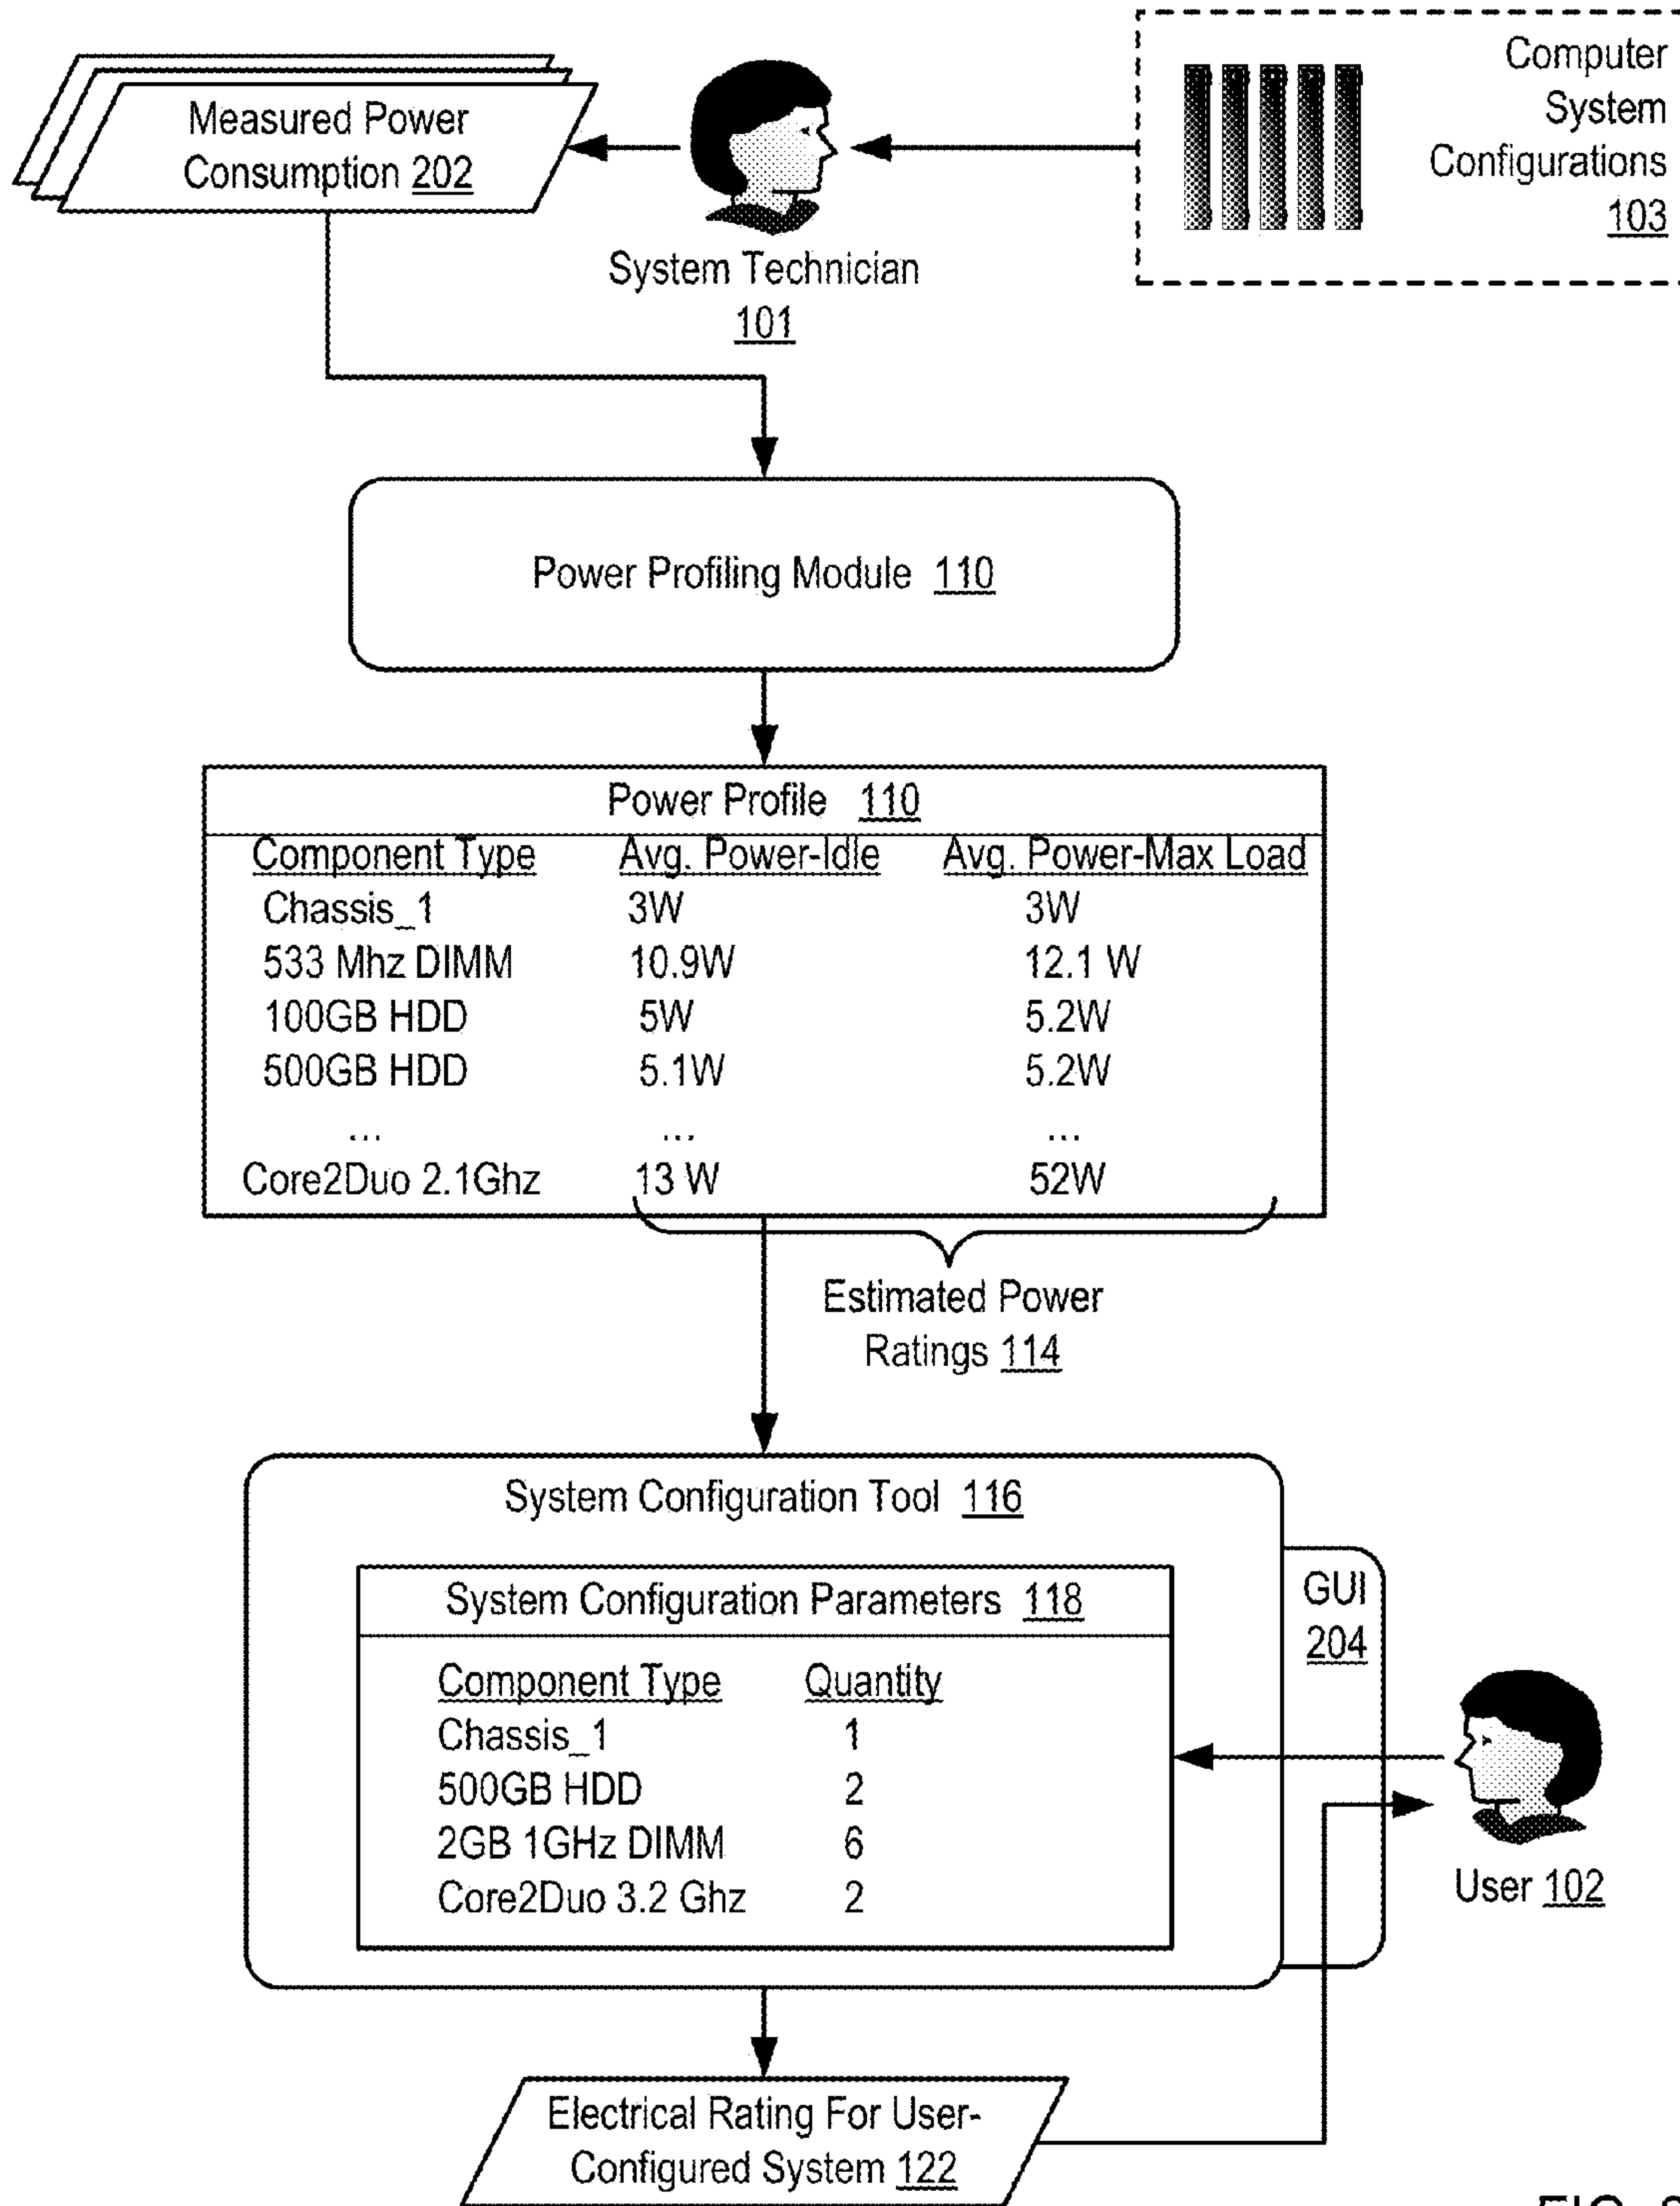 Measured Power
Consumption 202
System Technician
101
Computer
System
Configurations
103
Power Profiling Module 110
Power Profile 110
Component Type Avg. Power-Idle Avg. Power-Max Load
Chassis_1 3W 3W
533 Mhz DIMM 10.9W 12.1 W
100GB HDD 5W 5.2W
500GB HDD 5.1W 5.2W
... ... ...
Core2Duo 2.1Ghz 13 W 52W
Estimated Power
Ratings 114
System Configuration Tool 116
System Configuration Parameters 118
Component Type Quantity
Chassis_1 1
500GB HDD 2
2GB 1GHz DIMM 6
Core2Duo 3.2 Ghz 2
GUI
204
User 102
Electrical Rating For User-
Configured System 122